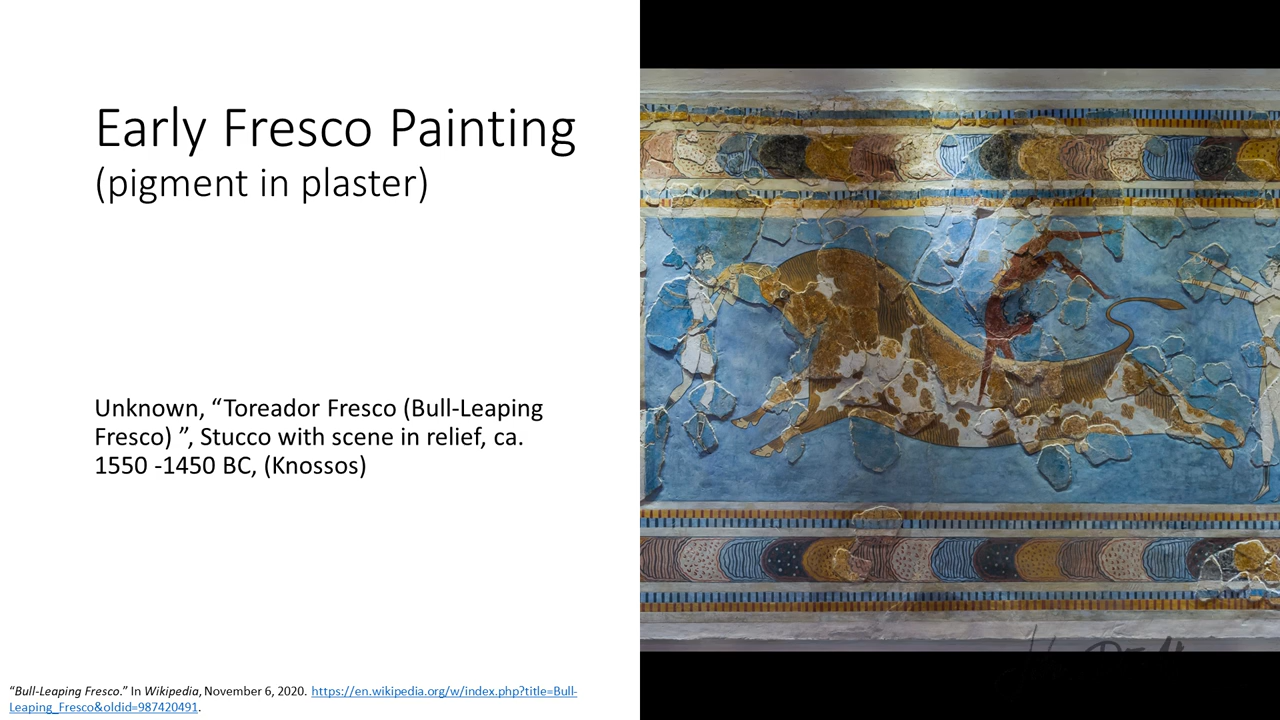 Early Fresco Painting
(pigment in plaster)
Unknown, “Toreador Fresco (Bull-Leaping
Fresco) ”, Stucco with scene in relief, ca.
1550 -1450 BC, (Knossos)
“Bull-Leaping Fresco.” In Wikipedia, November 6, 2020. https://en.wikipedia.org/w/index.php?title=Bull-
Leaping_Fresco&oldid=987420491.